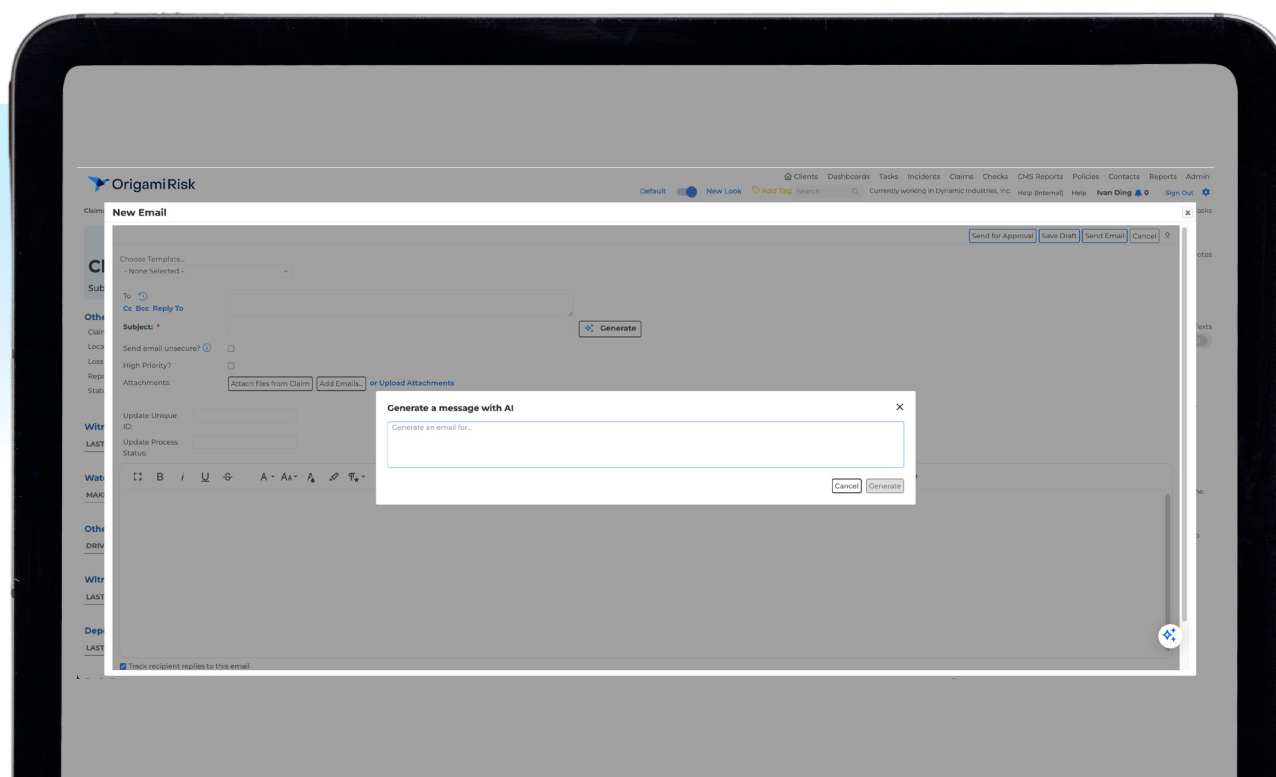 OrigamiRisk
Clients Dashboards Tasks Incidents Claims Checks CMS Reports Policies Contacts Reports Admin
Default New Look Add Tag Search Currently working in Dynamic Industries, Inc. Help (Internal) Help Ivan Ding 0 Sign Out
New Email
Send for Approval Save Draft Send Email Cancel
Choose Template...
- None Selected -
To
Cc Bcc Reply To
Subject: *
Generate
Send email unsecure?
High Priority?
Attachments: Attach files from Claim Add Emails... or Upload Attachments
Update Unique
ID:
Update Process
Status:
Generate a message with AI
Generate an email for...
Cancel Generate
LAST
LAST
LAST
Track recipient replies to this email